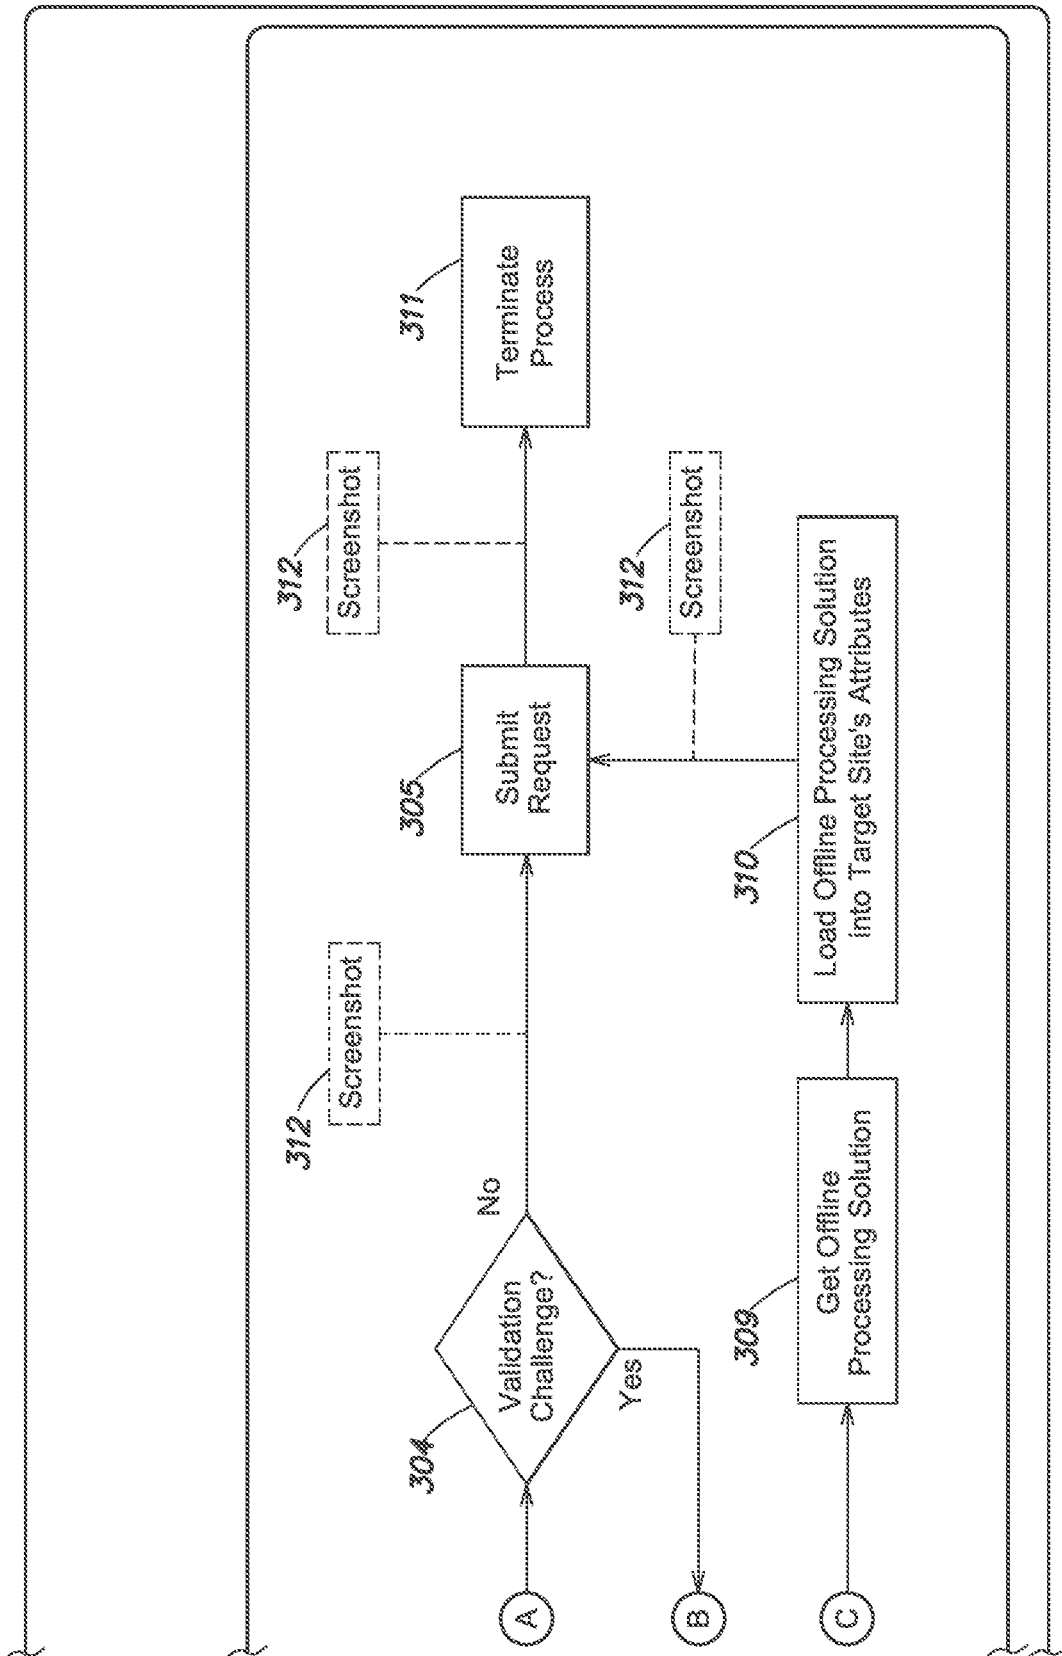 312
Screenshot
312
Screenshot
304
Validation
Challenge?
No
Yes
305
Submit
Request
311
Terminate
Process
312
Screenshot
A
B
C
309
Get Offline
Processing Solution
310
Load Offline Processing Solution
into Target Site's Attributes